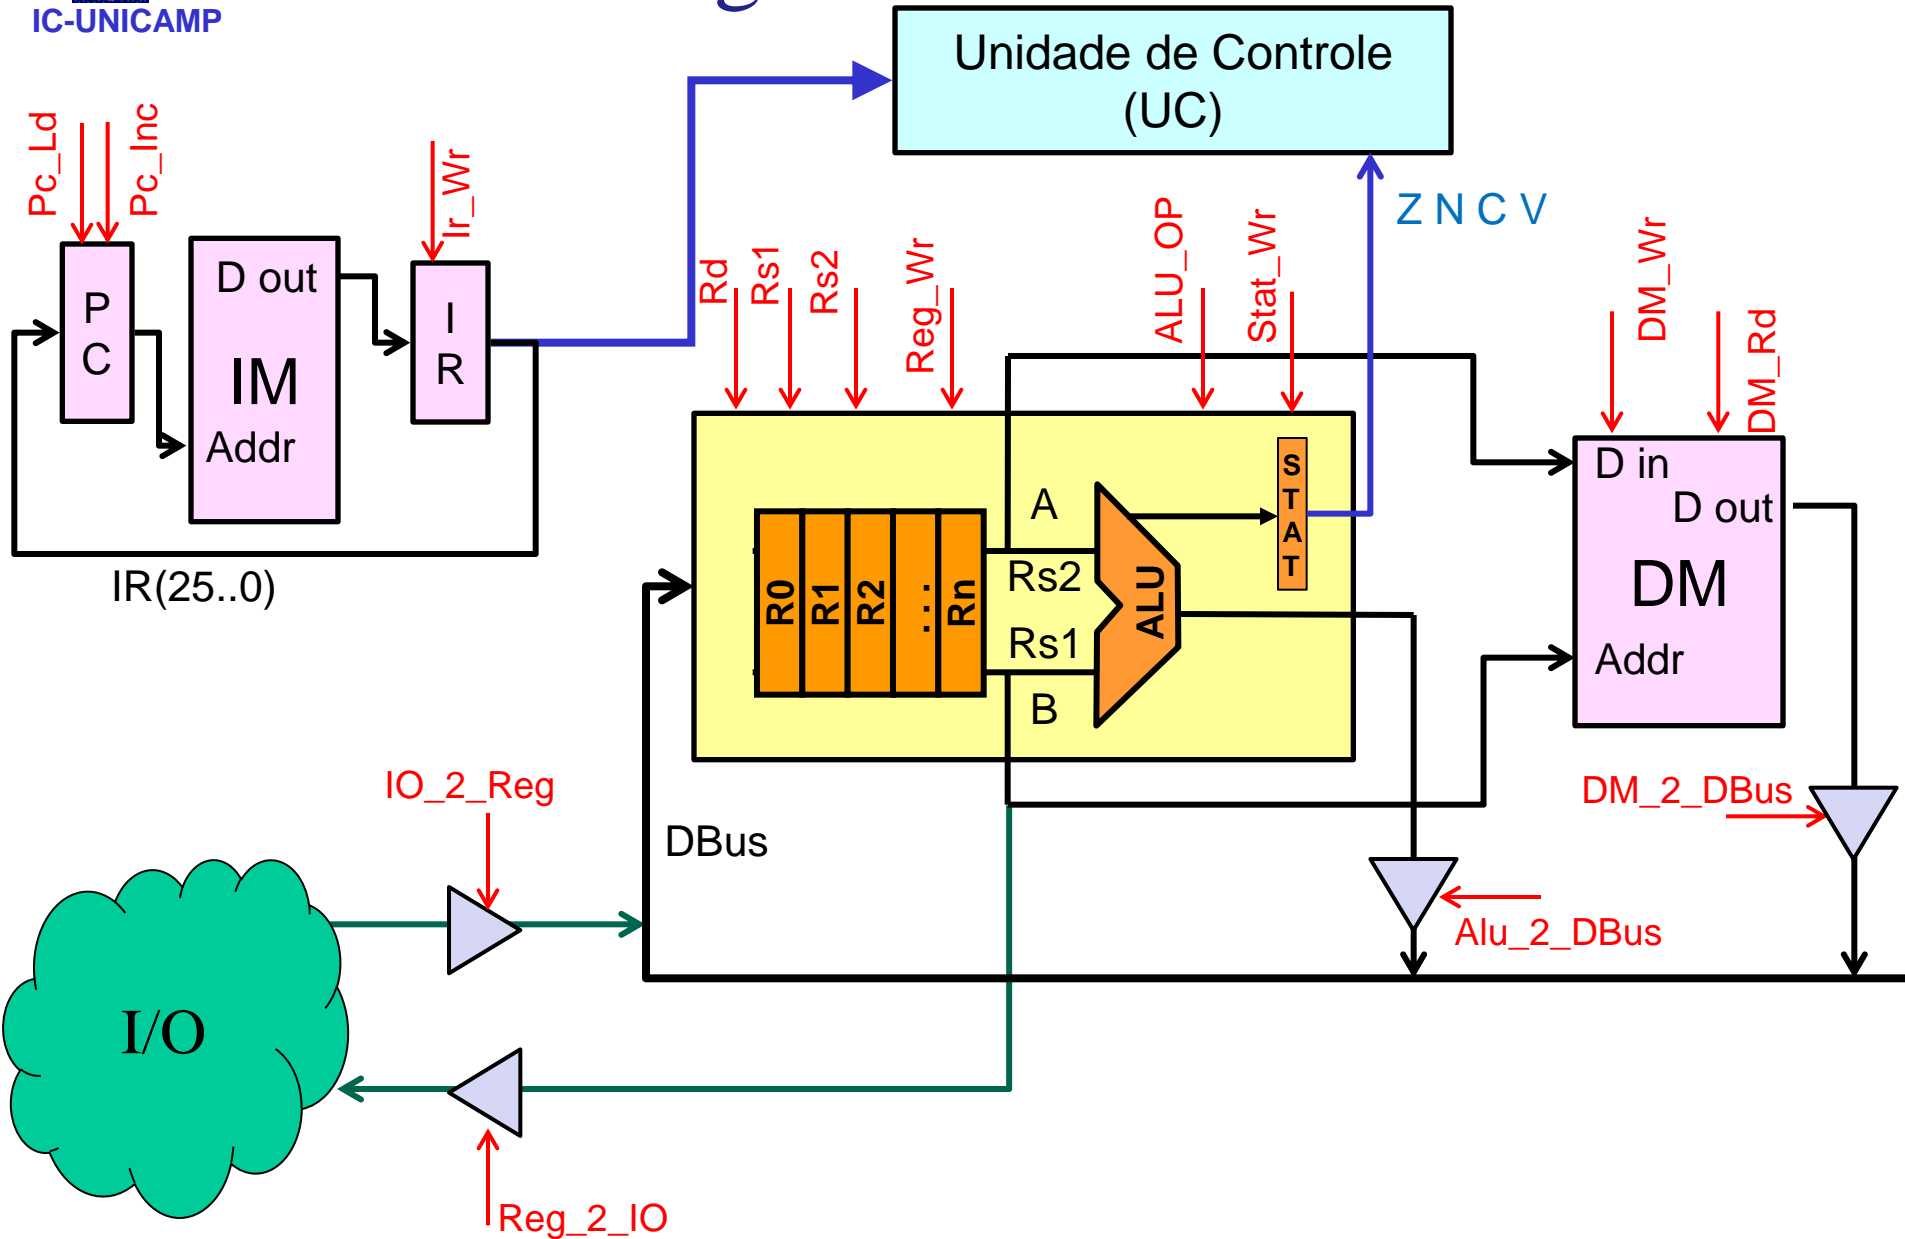 IC-UNICAMP
Unidade de Controle
(UC)
Pc_Ld
Pc_Inc
Ir_Wr
Z N C V
Rd
Rs1
Rs2
Reg_Wr
ALU_OP
Stat_Wr
DM_Wr
DM_Rd
P
C
D out
IM
Addr
I
R
IR(25..0)
R0
R1
R2
...
Rn
A
Rs2
Rs1
B
ALU
S
T
A
T
D in
D out
DM
Addr
IO_2_Reg
DBus
DM_2_DBus
Alu_2_DBus
I/O
Reg_2_IO